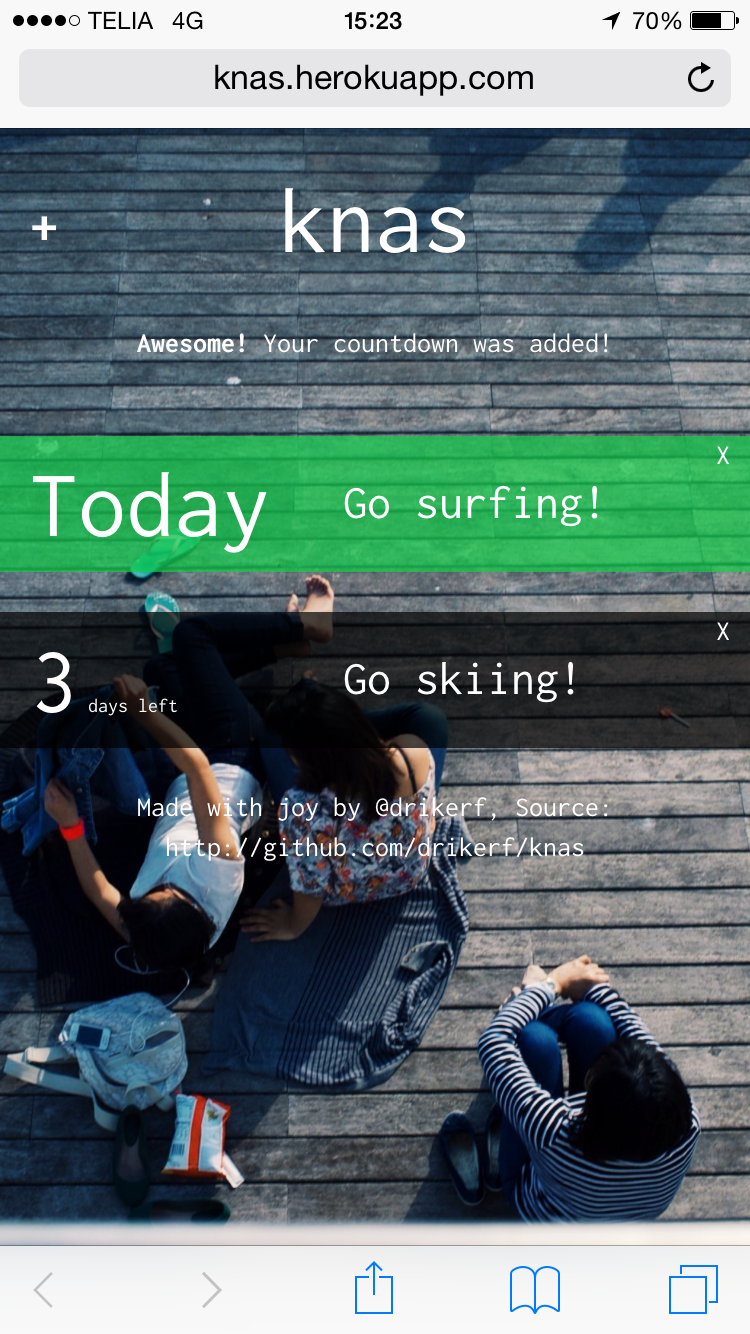 TELIA 4G 15:23 70%
knas.herokuapp.com
+ knas
Awesome! Your countdown was added!
X
Today Go surfing!
X
3 days left Go skiing!
Made with joy by @drikerf, Source:
http://github.com/drikerf/knas